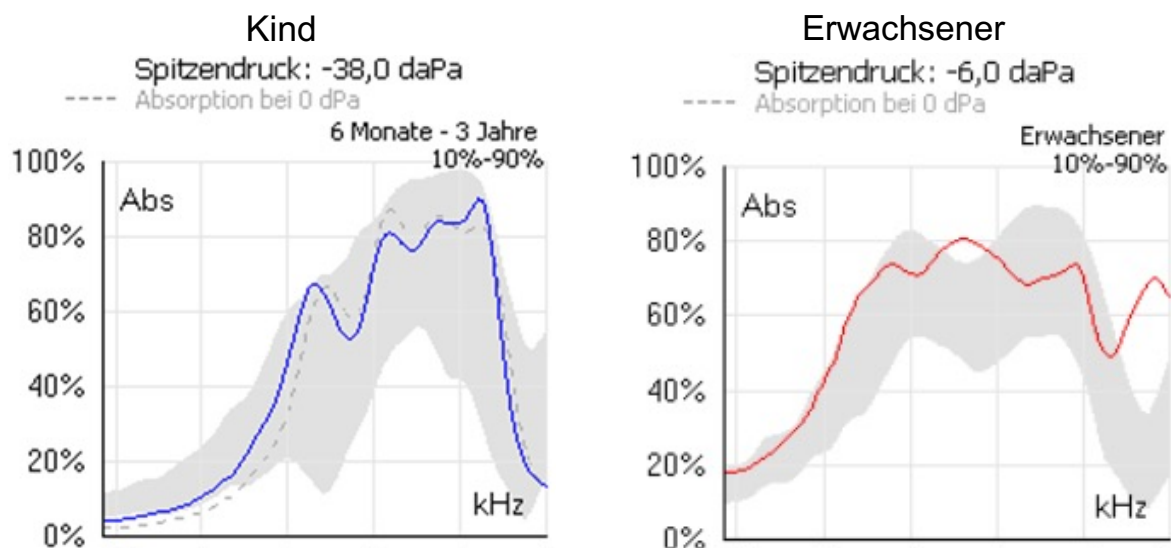 Kind
Spitzendruck: -38,0 daPa
Absorption bei 0 dPa
6 Monate - 3 Jahre
10%-90%
100%
Abs
80%
60%
40%
20%
kHz
0%
Erwachsener
Spitzendruck: -6,0 daPa
Absorption bei 0 dPa
Erwachsener
10%-90%
100%
Abs
80%
60%
40%
20%
kHz
0%